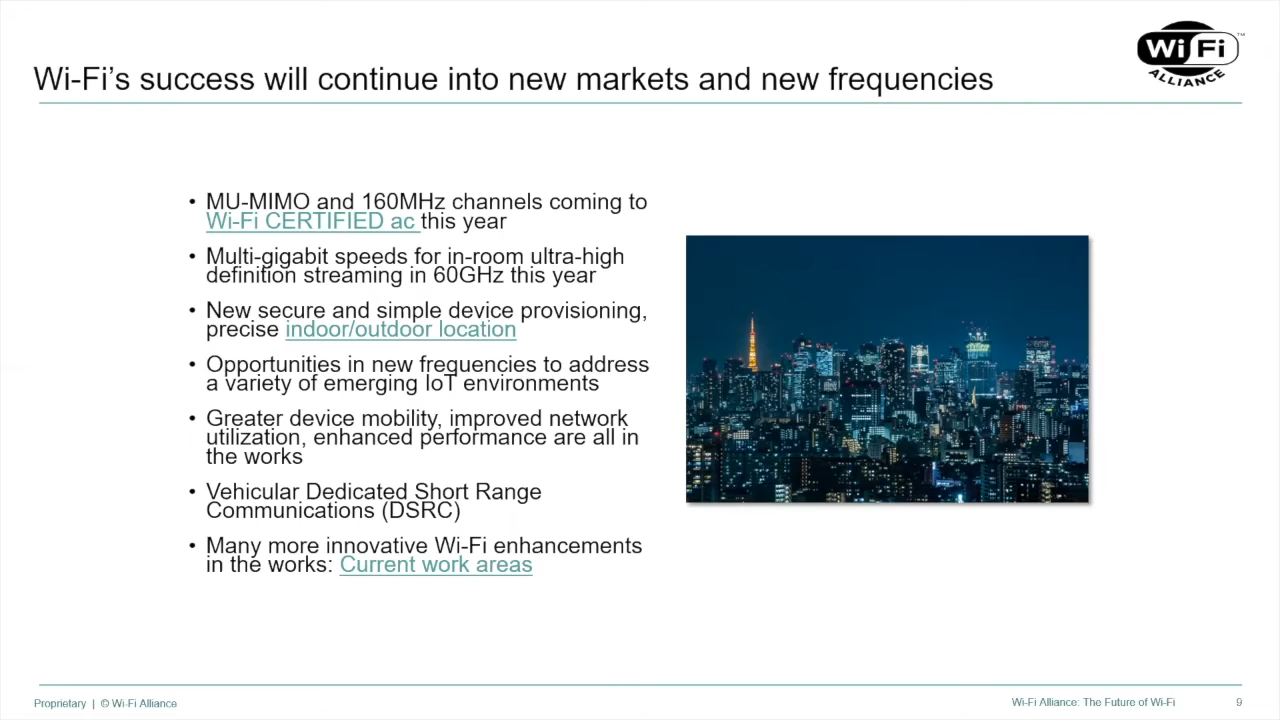 Wi Fi
ALLIANCE
™
Wi-Fi’s success will continue into new markets and new frequencies
• MU-MIMO and 160MHz channels coming to
Wi-Fi CERTIFIED ac this year
• Multi-gigabit speeds for in-room ultra-high
definition streaming in 60GHz this year
• New secure and simple device provisioning,
precise indoor/outdoor location
• Opportunities in new frequencies to address
a variety of emerging IoT environments
• Greater device mobility, improved network
utilization, enhanced performance are all in
the works
• Vehicular Dedicated Short Range
Communications (DSRC)
• Many more innovative Wi-Fi enhancements
in the works: Current work areas
Proprietary | © Wi-Fi Alliance
Wi-Fi Alliance: The Future of Wi-Fi
9